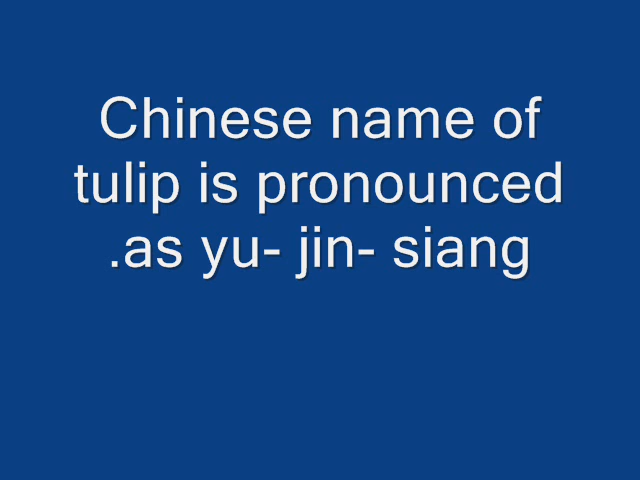 Chinese name of
tulip is pronounced
.as yu- jin- siang